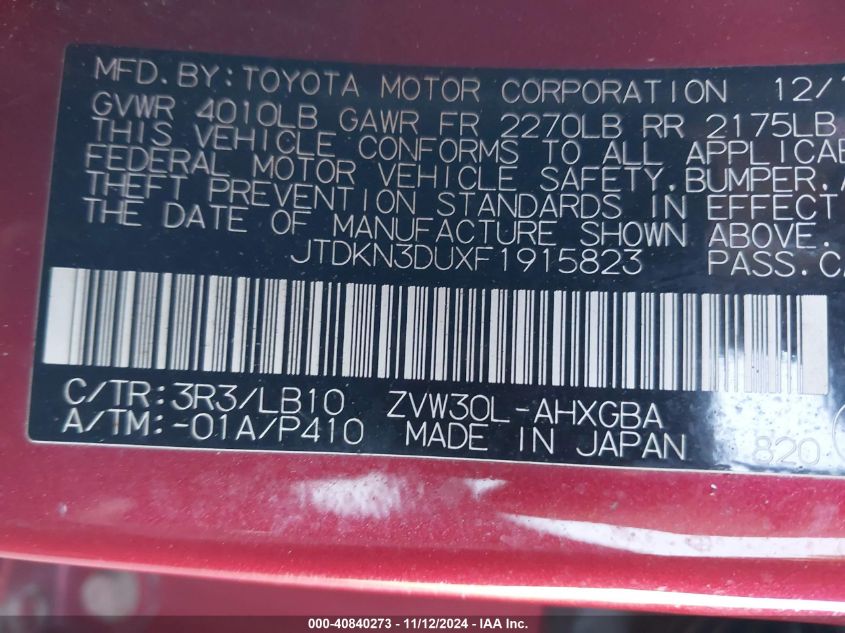 MFD. BY: TOYOTA MOTOR CORPORATION 12/1
GVWR 4010LB GAWR FR 2270LB RR 2175LB
THIS VEHICLE CONFORMS TO ALL APPLICAB
FEDERAL MOTOR VEHICLE SAFETY. BUMPER. A
THEFT PREVENTION STANDARDS IN EFFECT
THE DATE OF MANUFACTURE SHOWN ABOVE.
JTDKN3DUXF1915823 PASS. CA
C/TR: 3R3/LB10 ZVW30L-AHXGBA
A/TM: -01A/P410 MADE IN JAPAN 820
000-40840273 - 11/12/2024 - IAA Inc.